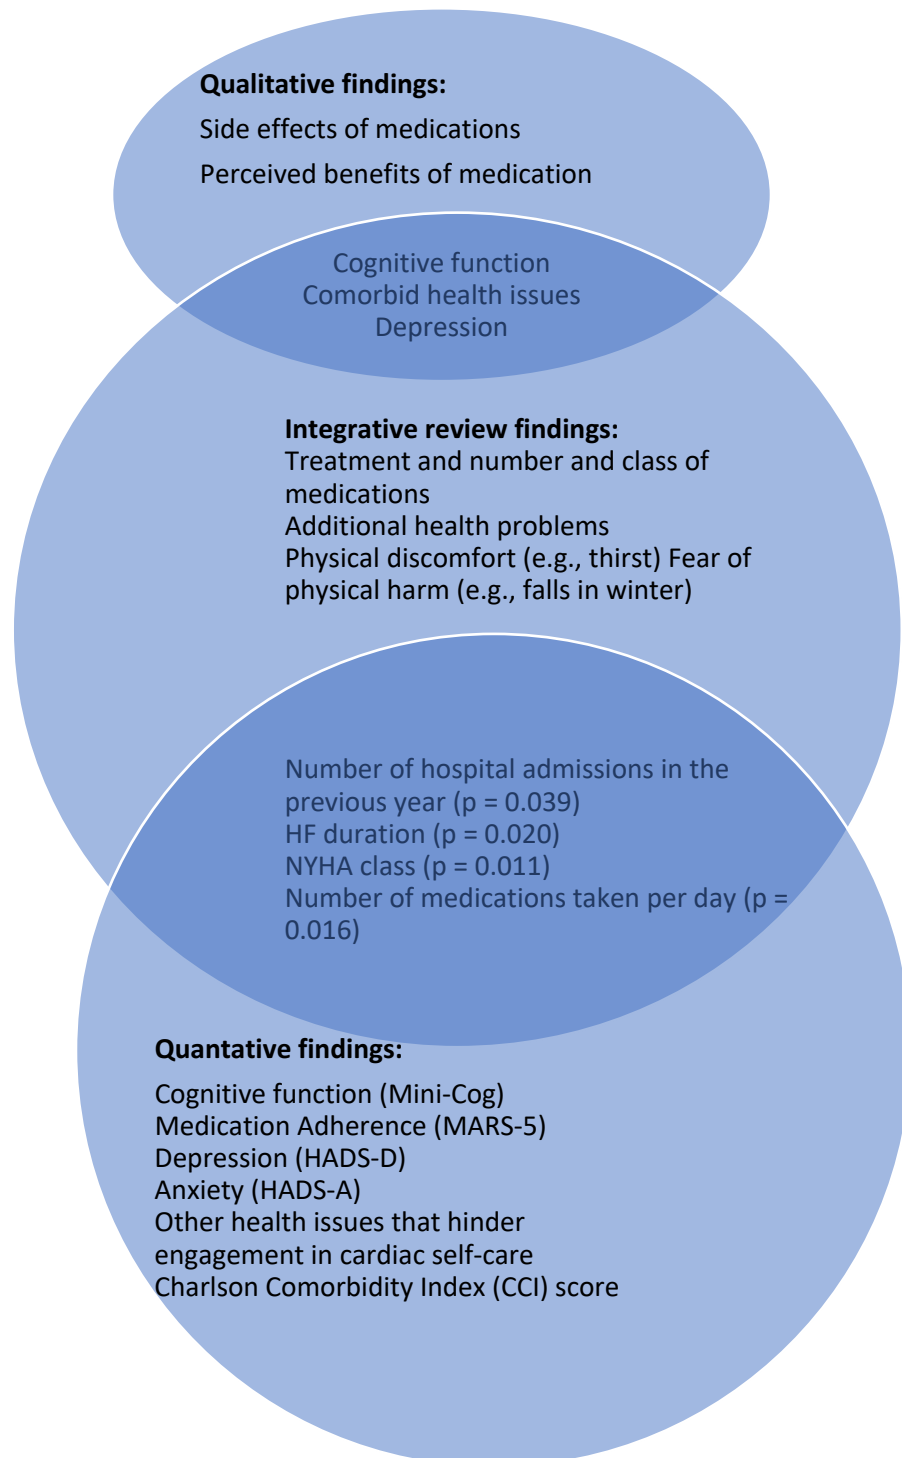 Qualitative findings:
Side effects of medications
Perceived benefits of medication
Cognitive function
Comorbid health issues
Depression
Integrative review findings:
Treatment and number and class of
medications
Additional health problems
Physical discomfort (e.g., thirst) Fear of
physical harm (e.g., falls in winter)
Number of hospital admissions in the
previous year (p = 0.039)
HF duration (p = 0.020)
NYHA class (p = 0.011)
Number of medications taken per day (p =
0.016)
Quantative findings:
Cognitive function (Mini-Cog)
Medication Adherence (MARS-5)
Depression (HADS-D)
Anxiety (HADS-A)
Other health issues that hinder
engagement in cardiac self-care
Charlson Comorbidity Index (CCI) score